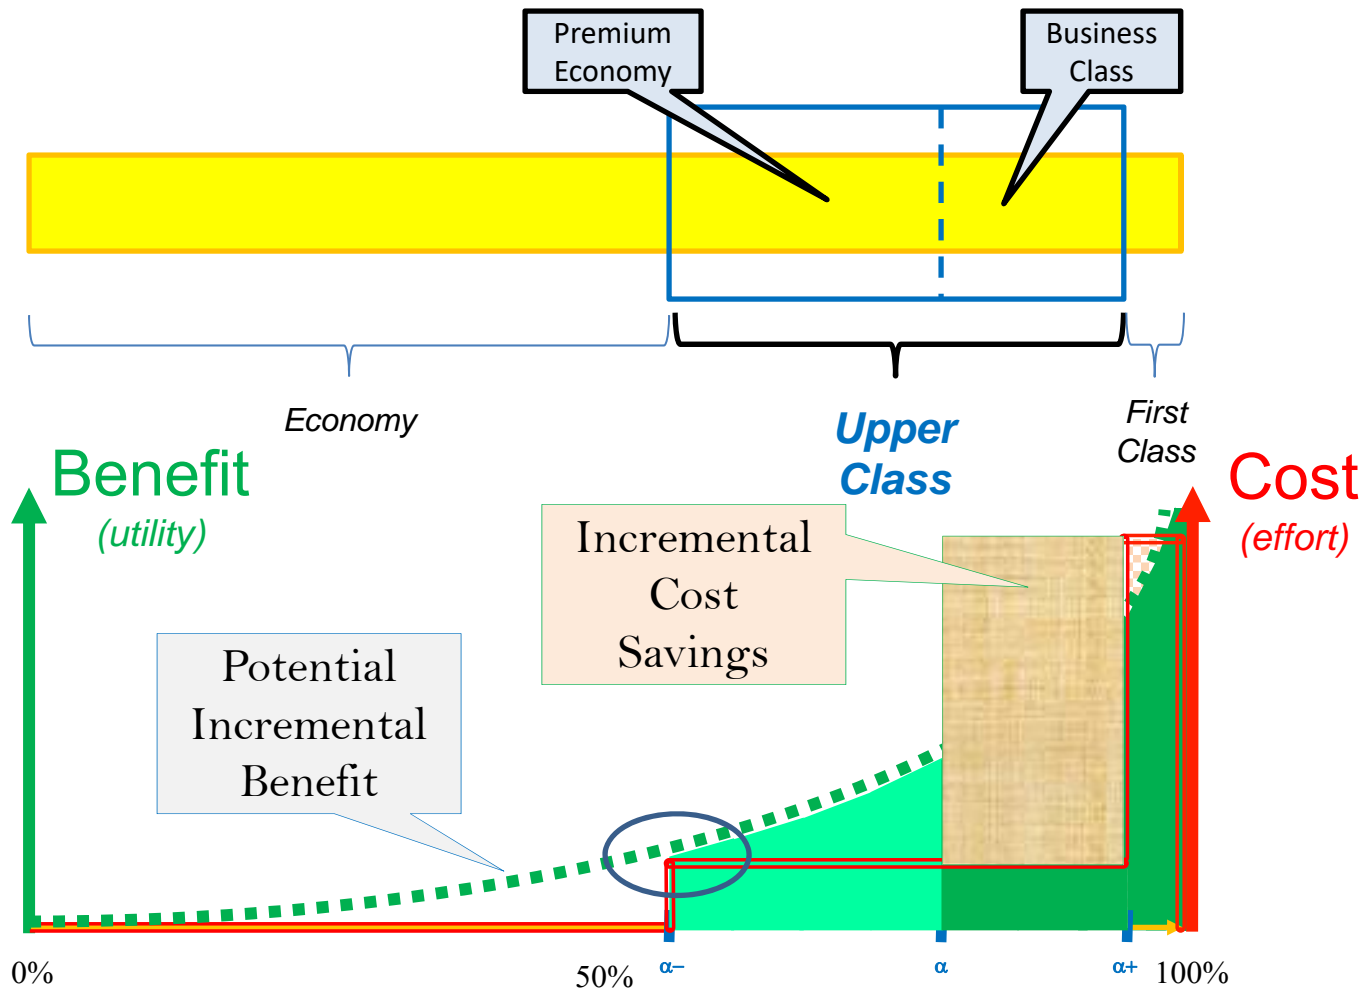 Premium
Economy
Business
Class
Economy
Upper
Class
First
Class
Benefit
(utility)
Cost
(effort)
Incremental
Cost
Savings
Potential
Incremental
Benefit
0%
50%
α−
α
α+
100%